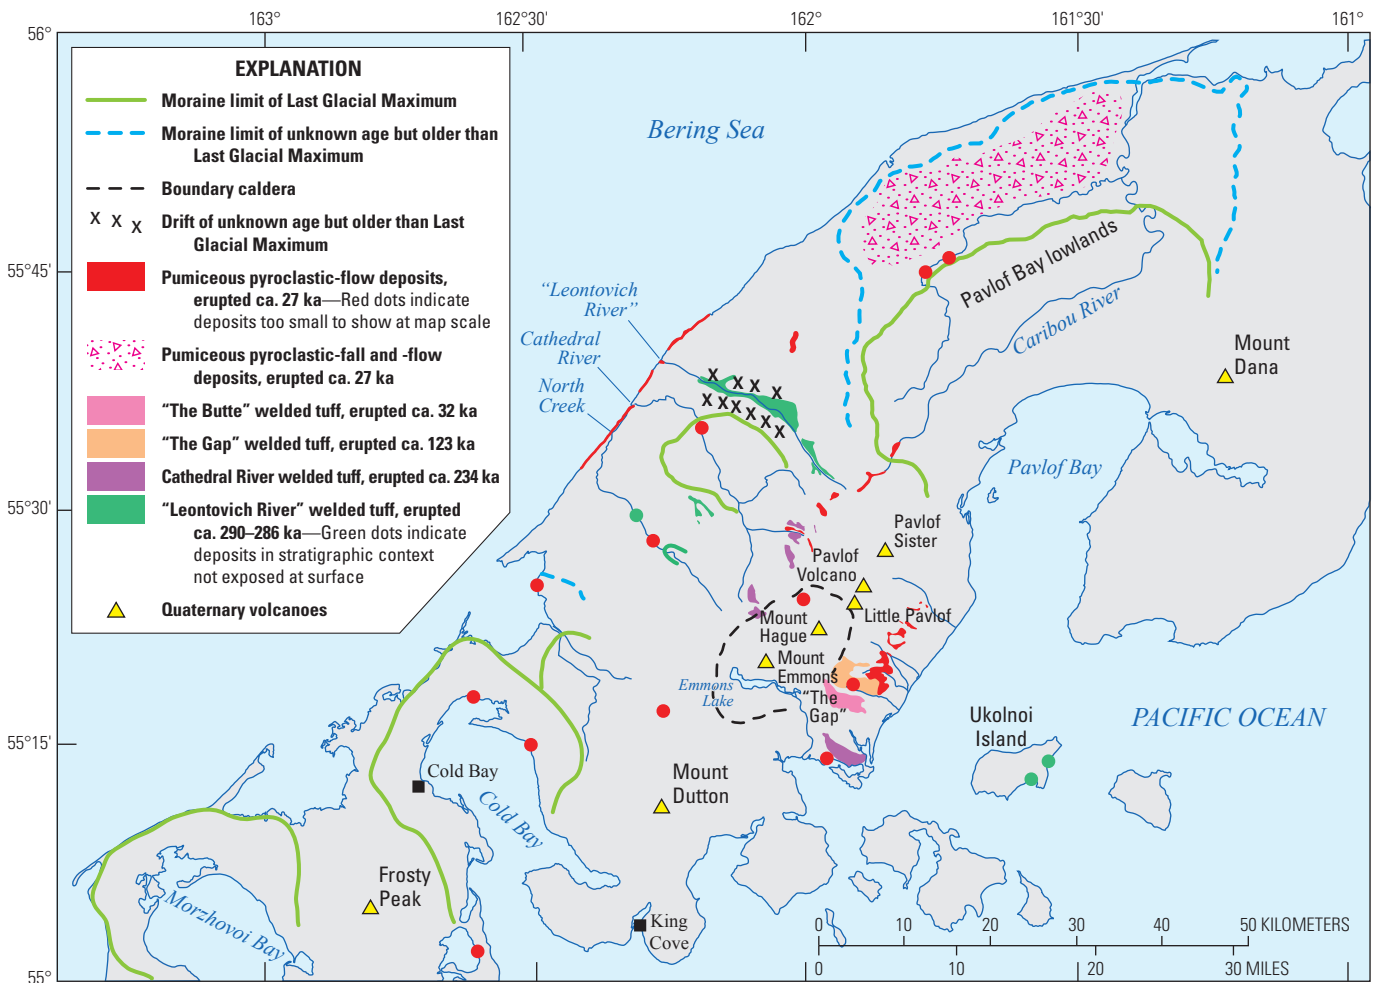 163°
162°30'
162°
161°30'
161°
56°
55°45'
55°30'
55°15'
55°
EXPLANATION
Moraine limit of Last Glacial Maximum
Moraine limit of unknown age but older than
Last Glacial Maximum
Boundary caldera
X X X
Drift of unknown age but older than Last
Glacial Maximum
Pumiceous pyroclastic-flow deposits,
erupted ca. 27 ka—Red dots indicate
deposits too small to show at map scale
Pumiceous pyroclastic-fall and -flow
deposits, erupted ca. 27 ka
“The Butte” welded tuff, erupted ca. 32 ka
“The Gap” welded tuff, erupted ca. 123 ka
Cathedral River welded tuff, erupted ca. 234 ka
“Leontovich River” welded tuff, erupted
ca. 290–286 ka—Green dots indicate
deposits in stratigraphic context
not exposed at surface
Quaternary volcanoes
Bering Sea
“Leontovich
River”
Cathedral
River
North
Creek
X X X X
X X X X X X
Pavlof Bay lowlands
Caribou River
Mount
Dana
Pavlof Bay
Pavlof
Sister
Pavlof
Volcano
Little Pavlof
Mount
Hague
Mount
Emmons
Emmons
Lake
“The
Gap”
Ukolnoi
Island
PACIFIC OCEAN
Cold Bay
Cold Bay
Mount
Dutton
Frosty
Peak
Morzhovoi Bay
King
Cove
0 10 20 30 40 50 KILOMETERS
0 10 20 30 MILES